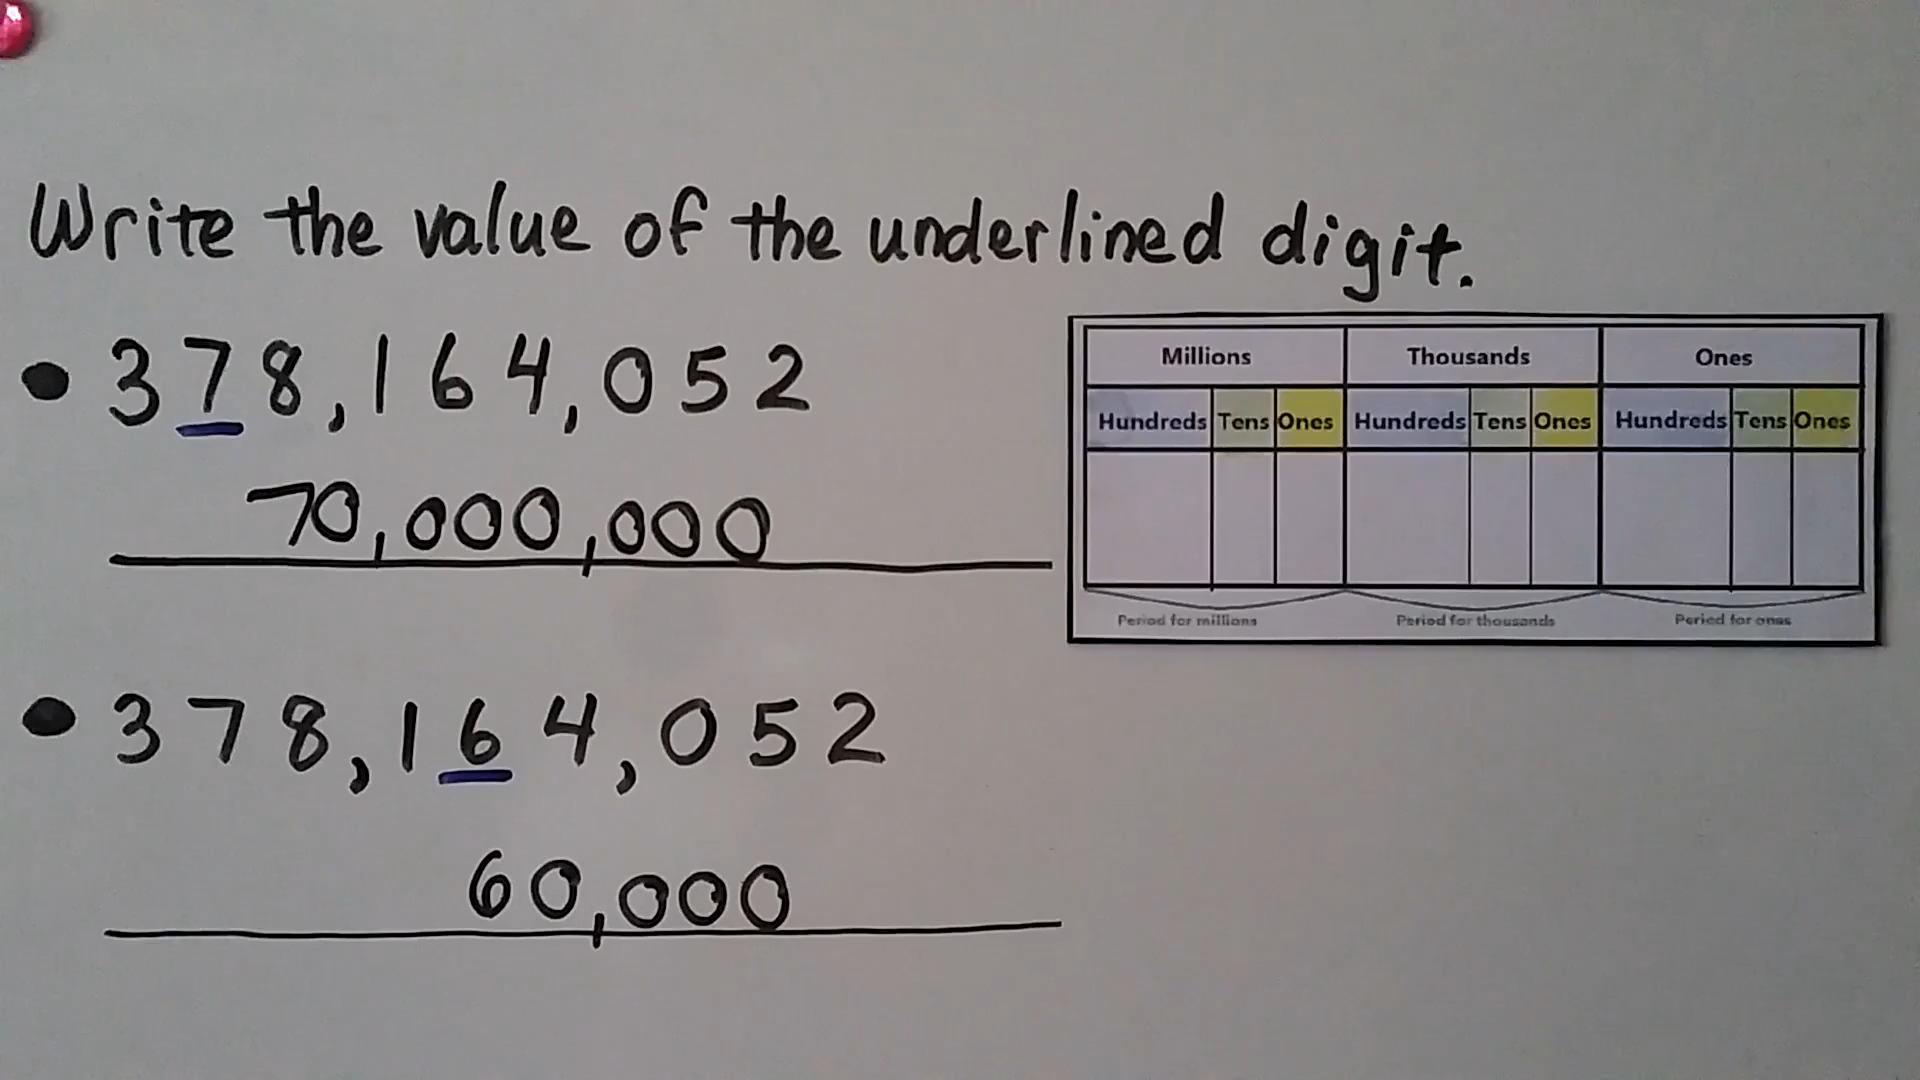 Write the value of the underlined digit.
• 378,164,052
70,000,000
Millions Thousands Ones
Hundreds Tens Ones Hundreds Tens Ones Hundreds Tens Ones
Period for millions Period for thousands Period for ones
• 378,164,052
60,000